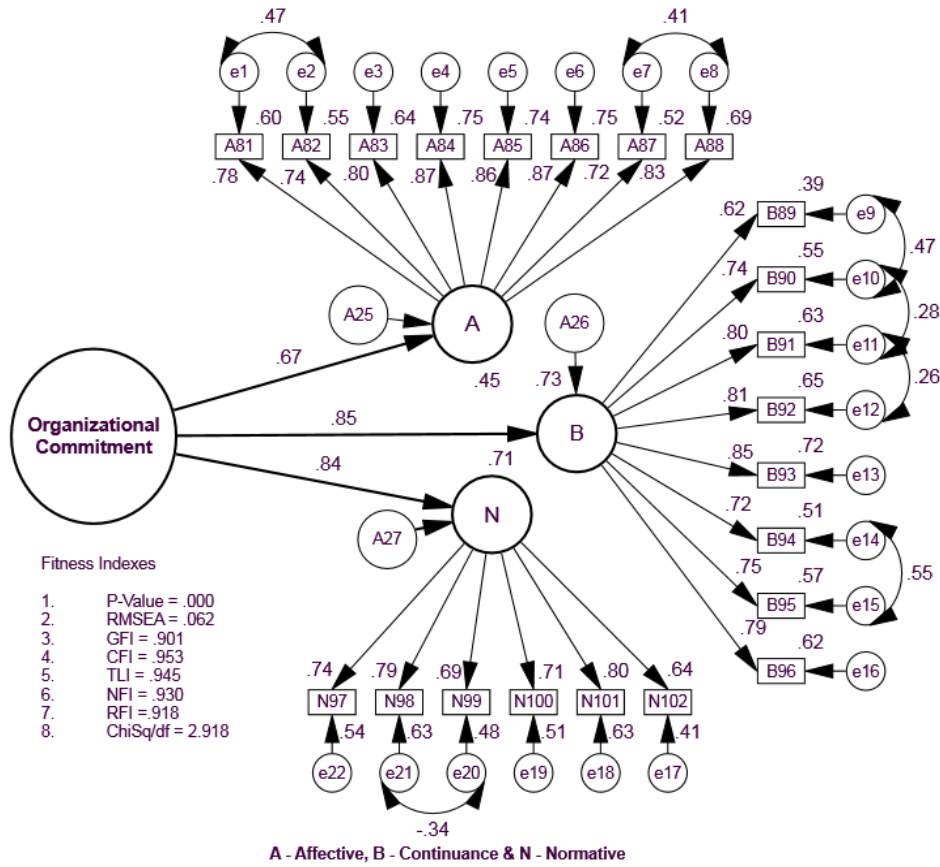 .47 .41
e1 e2 e3 e4 e5 e6 e7 e8
.60 .55 .64 .75 .74 .75 .52 .69
A81 A82 A83 A84 A85 A86 A87 A88
.78 .74 .80 .87 .86 .87 .72 .83
.39
.62 B89 e9
.47
.55
.74 B90 e10
A25 A A26 .28
.63
.80 B91 e11
.67 .45 .73 .26
.65
.81 B92 e12
Organizational
Commitment
.85 B
.72
.85 B93 e13
.84 .71
.72 .51
N B94 e14
A27 .55
.75 .57
B95 e15
.79 .62
B96 e16
Fitness Indexes
1. P-Value = .000
2. RMSEA = .062
3. GFI = .901
4. CFI = .953
5. TLI = .945
6. NFI = .930
7. RFI =.918
8. ChiSq/df = 2.918
.74 .79 .69 .71 .80 .64
N97 N98 N99 N100 N101 N102
.54 .63 .48 .51 .63 .41
e22 e21 e20 e19 e18 e17
-.34
A - Affective, B - Continuance & N - Normative